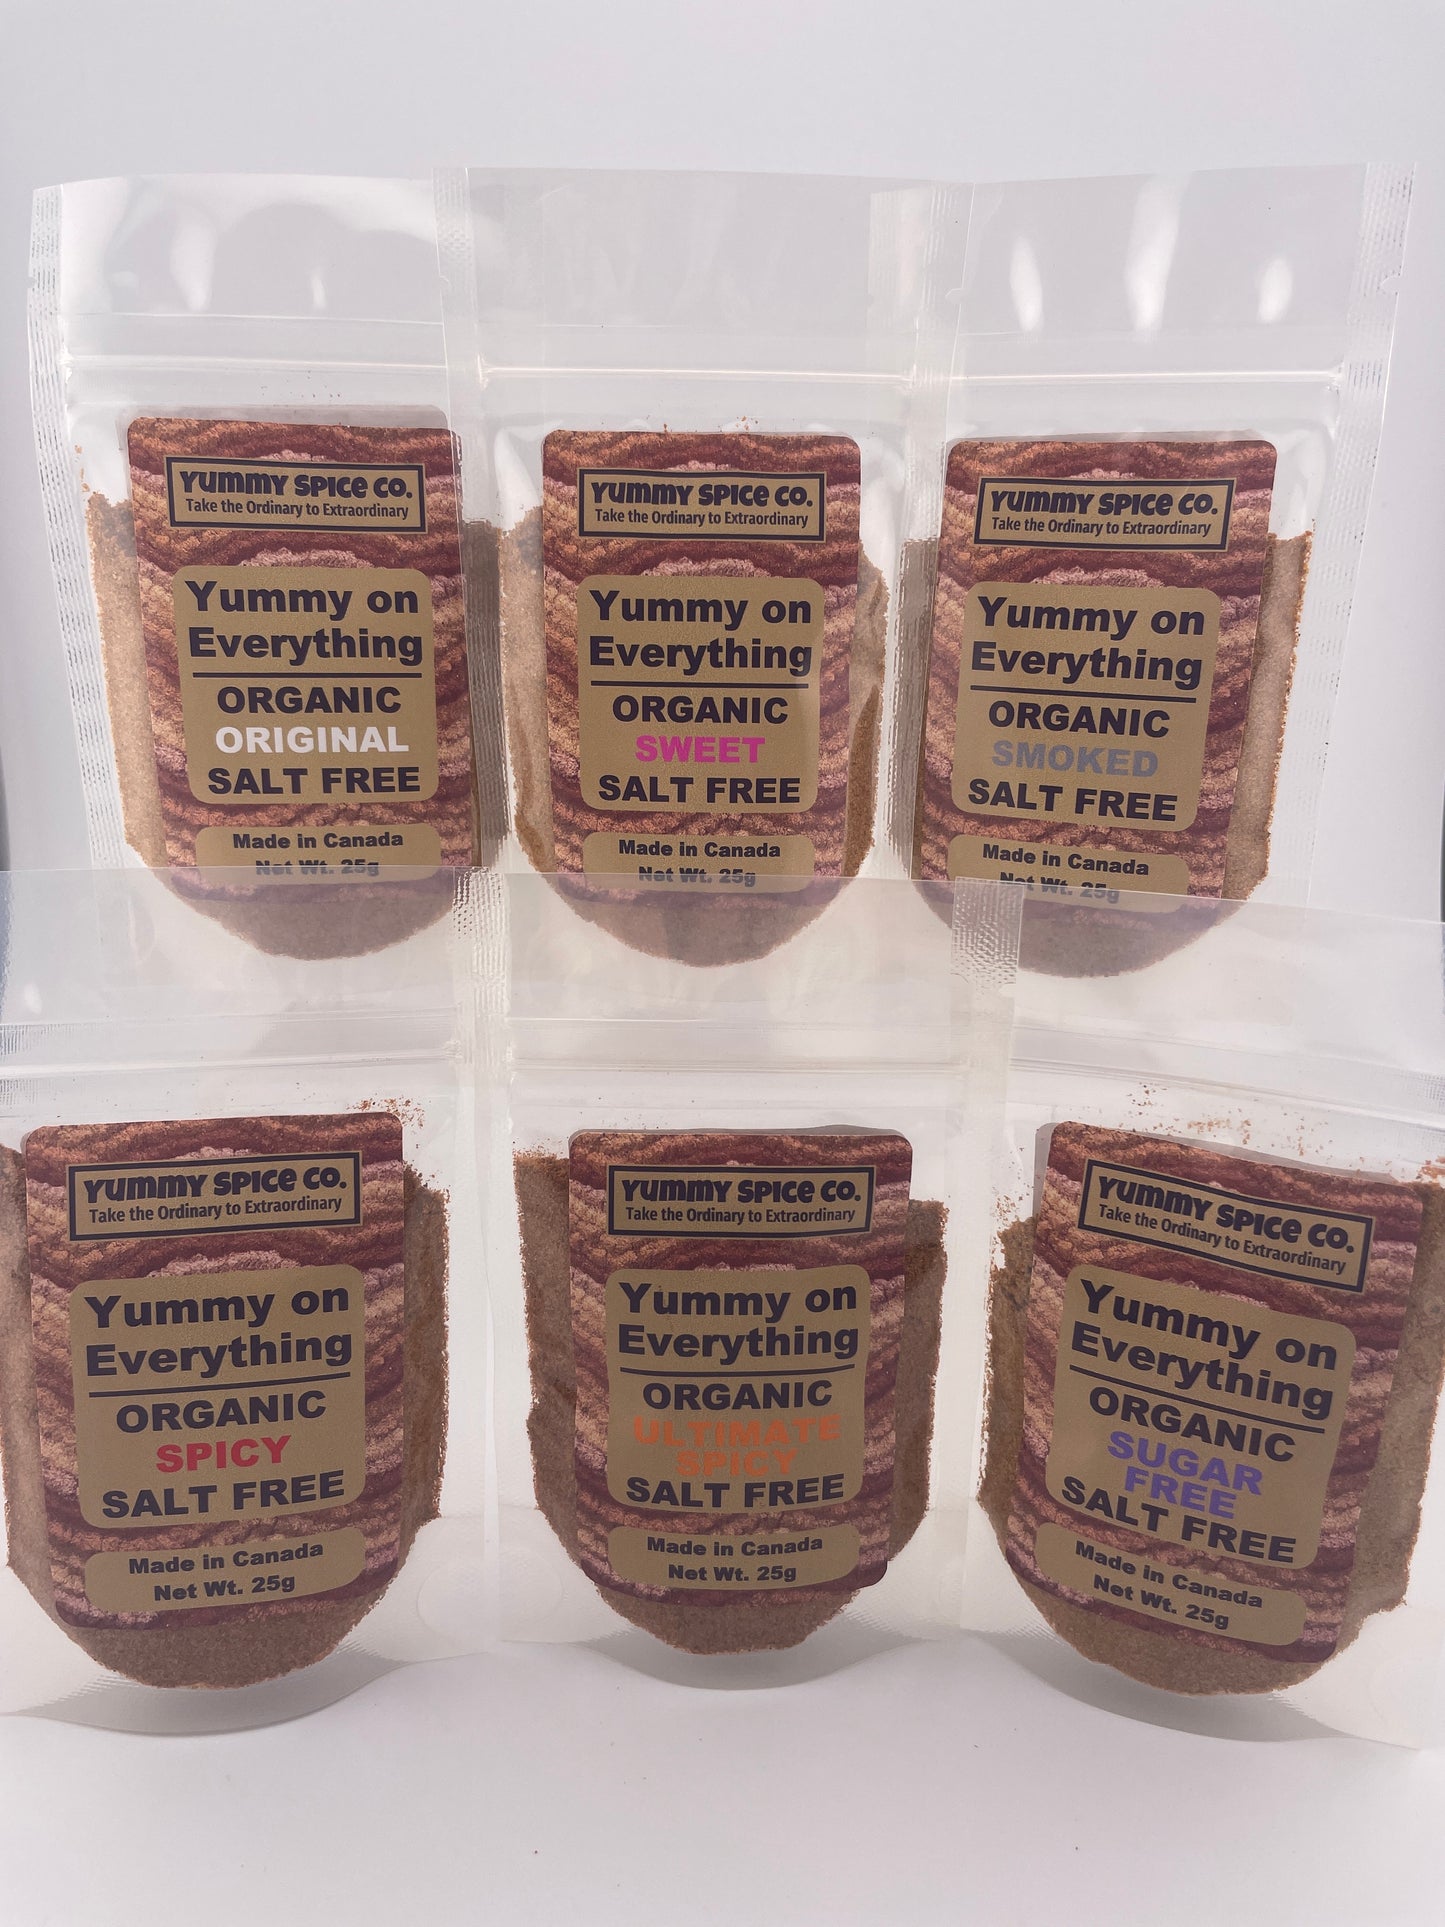 YUMMY SPICE CO.
Take the Ordinary to Extraordinary
Yummy on
Everything
ORGANIC
ORIGINAL
SALT FREE
Made in Canada
Net Wt. 25g
YUMMY SPICE CO.
Take the Ordinary to Extraordinary
Yummy on
Everything
ORGANIC
SWEET
SALT FREE
Made in Canada
Net Wt. 25g
YUMMY SPICE CO.
Take the Ordinary to Extraordinary
Yummy on
Everything
ORGANIC
SMOKED
SALT FREE
Made in Canada
Net Wt. 25g
YUMMY SPICE CO.
Take the Ordinary to Extraordinary
Yummy on
Everything
ORGANIC
SPICY
SALT FREE
Made in Canada
Net Wt. 25g
YUMMY SPICE CO.
Take the Ordinary to Extraordinary
Yummy on
Everything
ORGANIC
ULTIMATE
SPICY
SALT FREE
Made in Canada
Net Wt. 25g
YUMMY SPICE CO.
Take the Ordinary to Extraordinary
Yummy on
Everything
ORGANIC
SUGAR
FREE
SALT FREE
Made in Canada
Net Wt. 25g